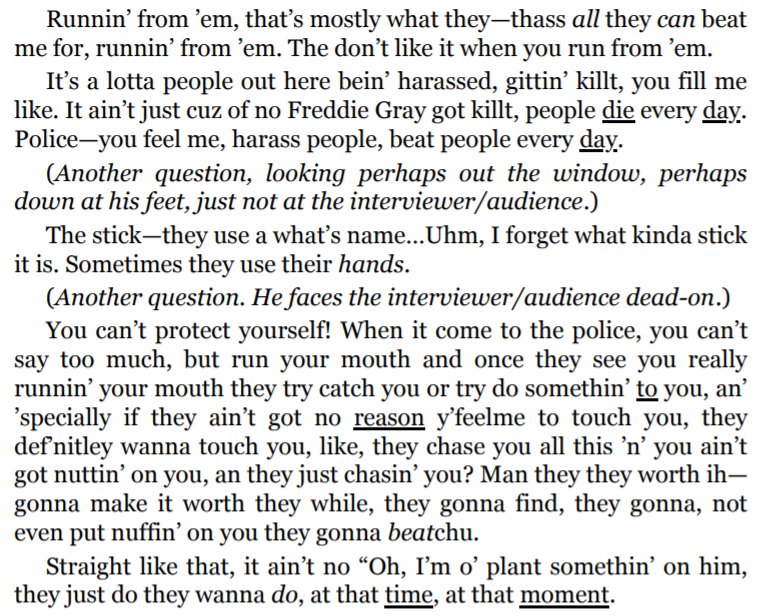 Runnin’ from ’em, that’s mostly what they—thass all they can beat
me for, runnin’ from ’em. The don’t like it when you run from ’em.
It’s a lotta people out here bein’ harassed, gittin’ killt, you fill me
like. It ain’t just cuz of no Freddie Gray got killt, people die every day.
Police—you feel me, harass people, beat people every day.
(Another question, looking perhaps out the window, perhaps
down at his feet, just not at the interviewer/audience.)
The stick—they use a what’s name...Uhm, I forget what kinda stick
it is. Sometimes they use their hands.
(Another question. He faces the interviewer/audience dead-on.)
You can’t protect yourself! When it come to the police, you can’t
say too much, but run your mouth and once they see you really
runnin’ your mouth they try catch you or try do somethin’ to you, an’
’specially if they ain’t got no reason y’feelme to touch you, they
def’nitley wanna touch you, like, they chase you all this ’n’ you ain’t
got nuttin’ on you, an they just chasin’ you? Man they they worth ih—
gonna make it worth they while, they gonna find, they gonna, not
even put nuffin’ on you they gonna beatchu.
Straight like that, it ain’t no “Oh, I’m o’ plant somethin’ on him,
they just do they wanna do, at that time, at that moment.